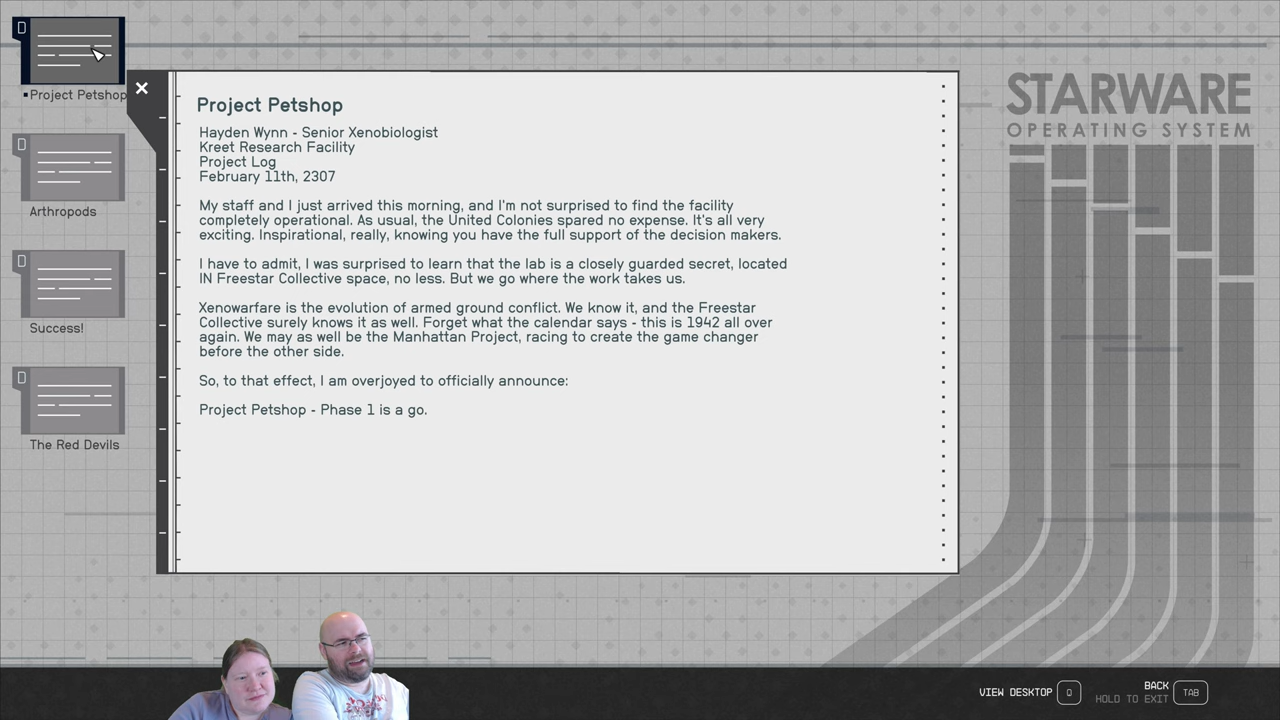 Project Petshop
Arthropods
Success!
The Red Devils
Project Petshop
Hayden Wynn - Senior Xenobiologist
Kreet Research Facility
Project Log
February 11th, 2307
My staff and I just arrived this morning, and I'm not surprised to find the facility
completely operational. As usual, the United Colonies spared no expense. It's all very
exciting. Inspirational, really, knowing you have the full support of the decision makers.
I have to admit, I was surprised to learn that the lab is a closely guarded secret, located
IN Freestar Collective space, no less. But we go where the work takes us.
Xenowarfare is the evolution of armed ground conflict. We know it, and the Freestar
Collective surely knows it as well. Forget what the calendar says - this is 1942 all over
again. We may as well be the Manhattan Project, racing to create the game changer
before the other side.
So, to that effect, I am overjoyed to officially announce:
Project Petshop - Phase 1 is a go.
STARWARE
OPERATING SYSTEM
VIEW DESKTOP Q
BACK
HOLD TO EXIT TAB